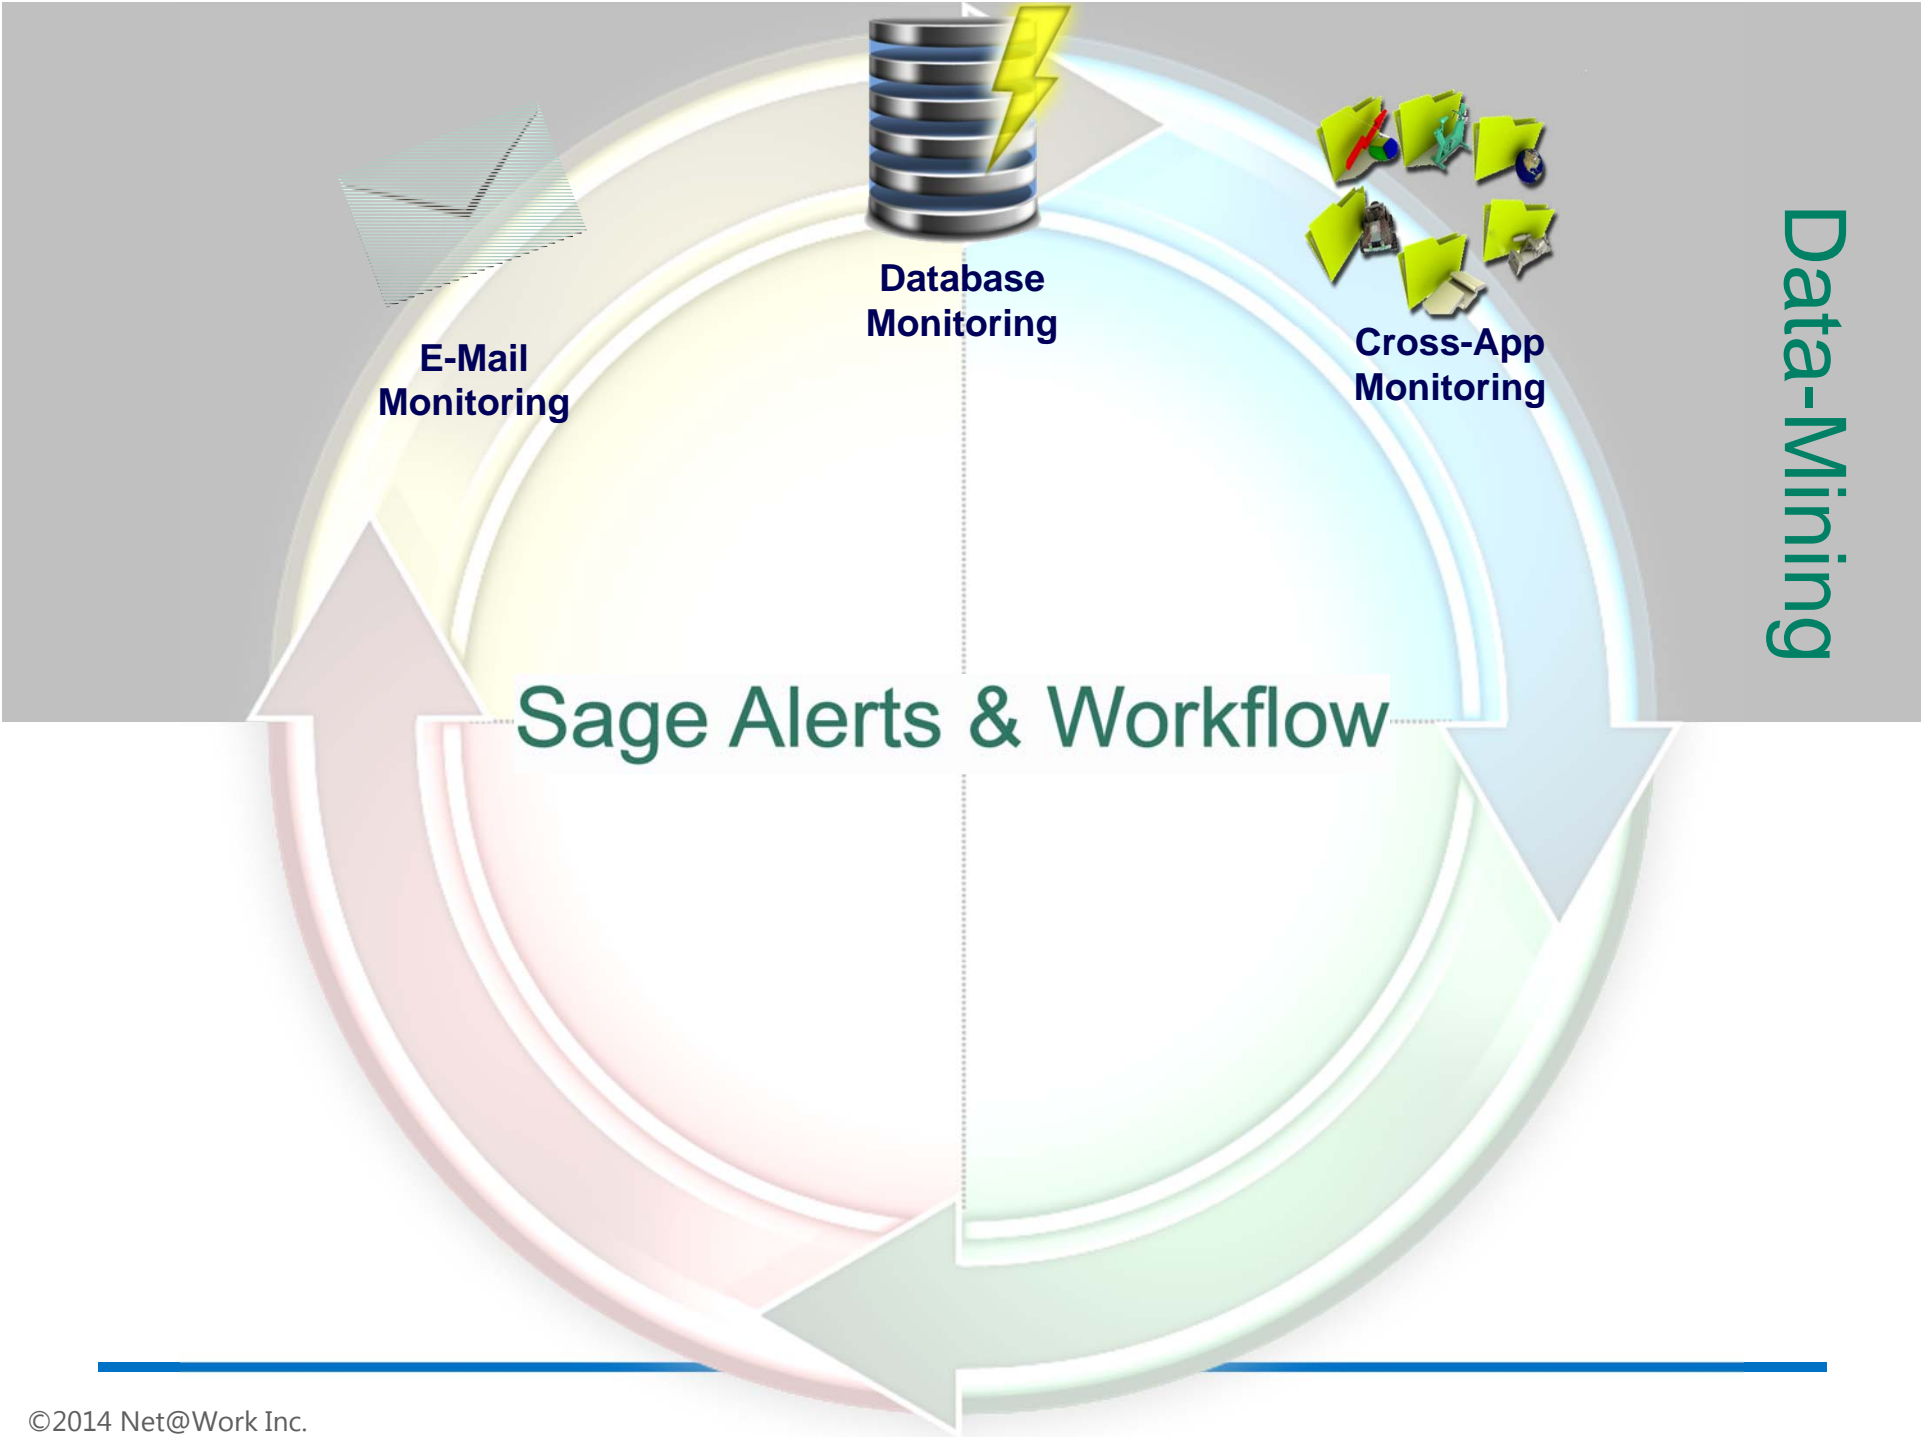 Database
Monitoring
E-Mail
Monitoring
Cross-App
Monitoring
Data-Mining
Sage Alerts & Workflow
©2014 Net@Work Inc.